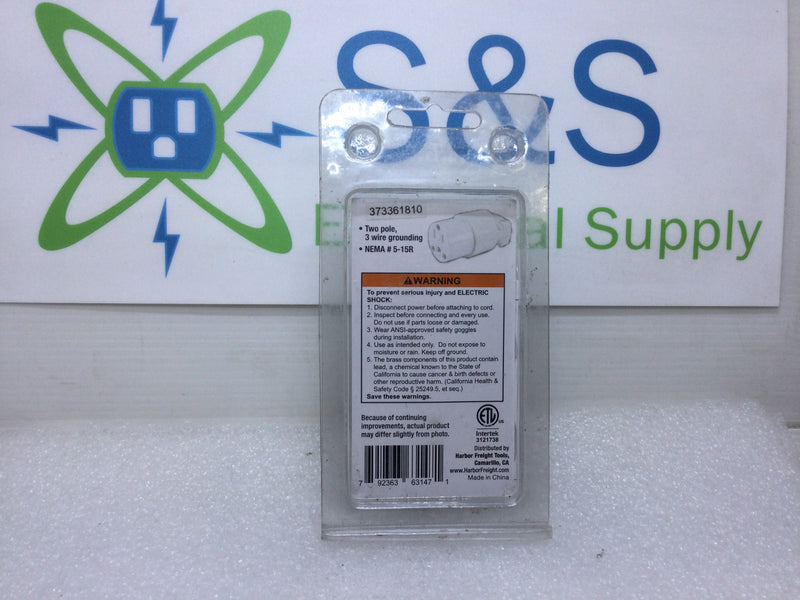 S&S
E al Supply
373361810
• Two pole,
3 wire grounding
• NEMA # 5-15R
WARNING
To prevent serious injury and ELECTRIC
SHOCK:
1. Disconnect power before attaching to cord.
2. Inspect before connecting and every use.
Do not use if parts loose or damaged.
3. Wear ANSI-approved safety goggles
during installation.
4. Use as intended only. Do not expose to
moisture or rain. Keep off ground.
5. The brass components of this product contain
lead, a chemical known to the State of
California to cause cancer & birth defects or
other reproductive harm. (California Health &
Safety Code § 25249.5, et seq.)
Save these warnings.
Because of continuing
improvements, actual product
may differ slightly from photo.
ETL
US
Intertek
3121738
Distributed by
Harbor Freight Tools,
Camarillo, CA
www.HarborFreight.com
Made in China
7 92363 63147 1